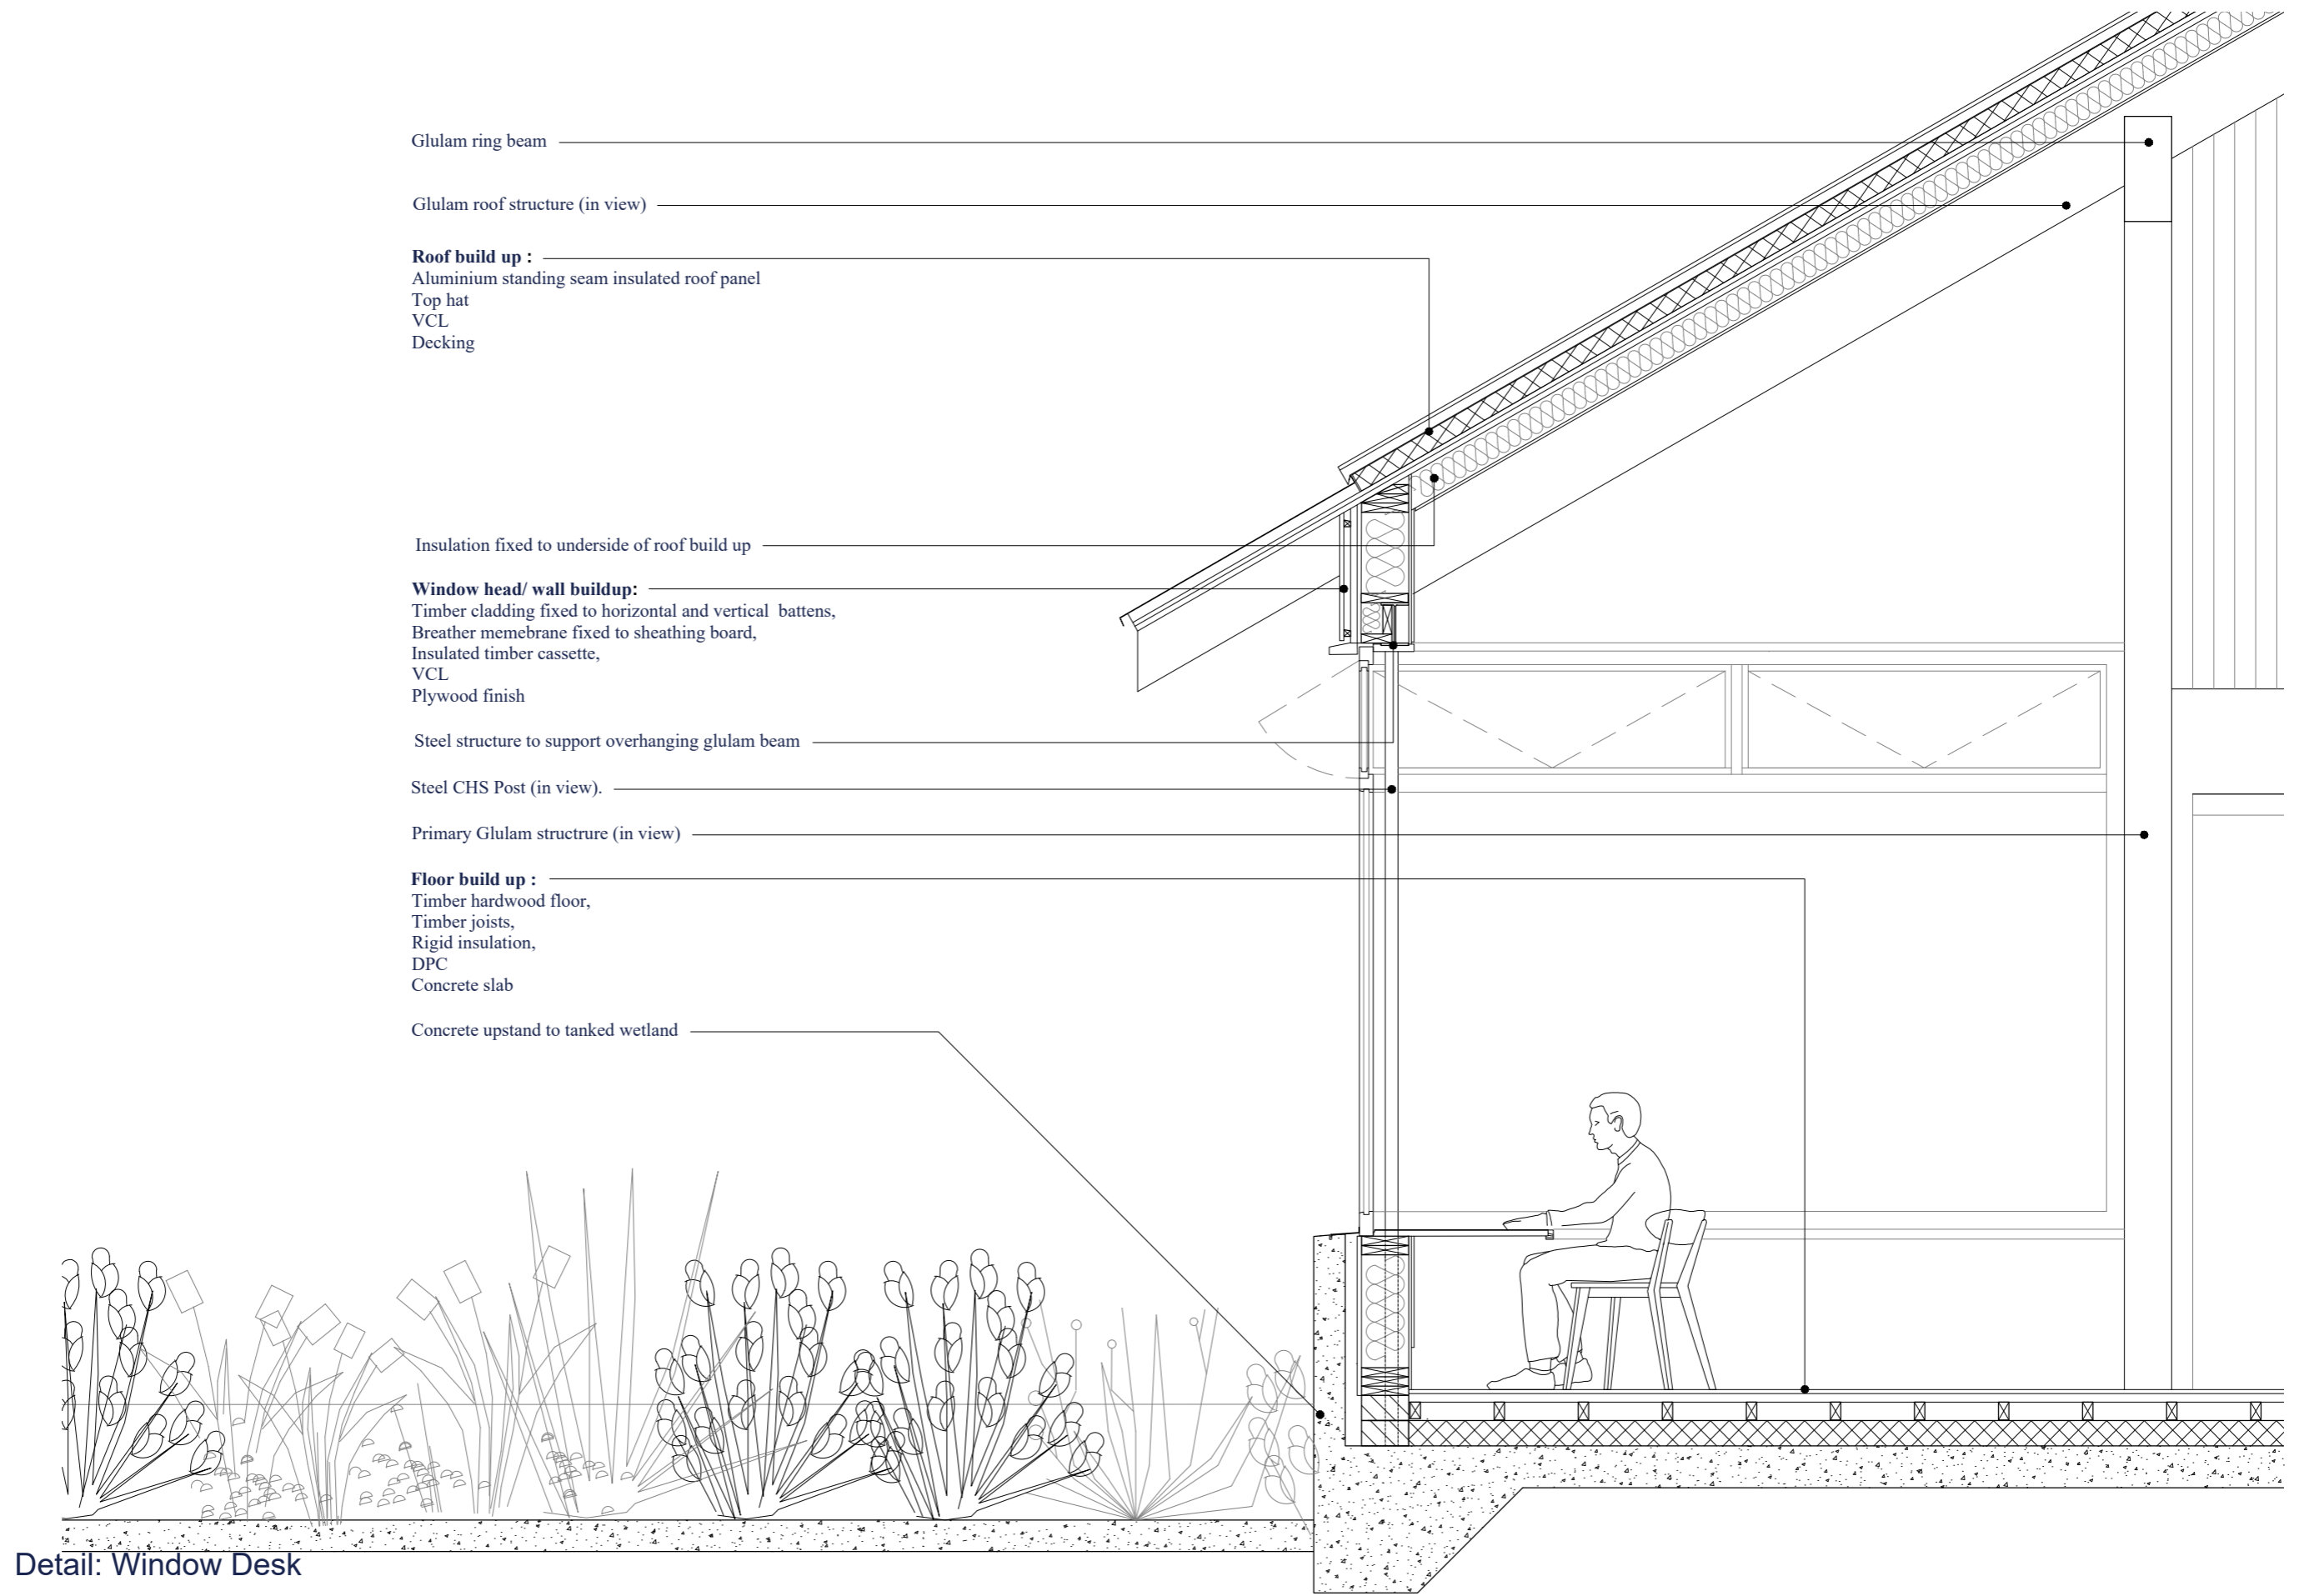 Glulam ring beam
Glulam roof structure (in view)
Roof build up :
Aluminium standing seam insulated roof panel
Top hat
VCL
Decking
Insulation fixed to underside of roof build up
Window head/ wall buildup:
Timber cladding fixed to horizontal and vertical  battens,
Breather memebrane fixed to sheathing board,
Insulated timber cassette,
VCL
Plywood finish
Steel structure to support overhanging glulam beam
Steel CHS Post (in view).
Primary Glulam structrure (in view)
Floor build up :
Timber hardwood floor,
Timber joists,
Rigid insulation,
DPC
Concrete slab
Concrete upstand to tanked wetland
Detail: Window Desk